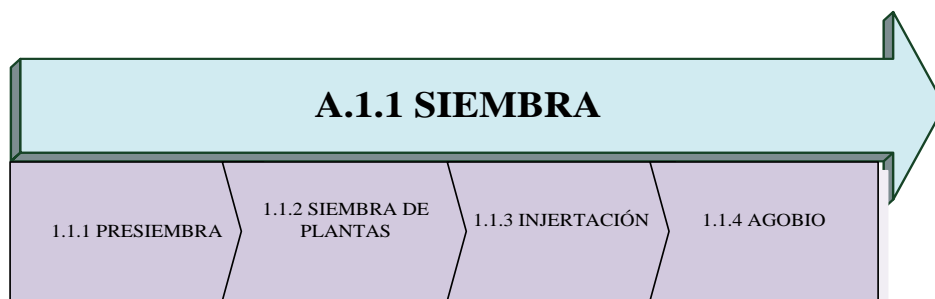 A.1.1 SIEMBRA
1.1.1 PRESIEMBRA
1.1.2 SIEMBRA DE
PLANTAS
1.1.3 INJERTACIÓN
1.1.4 AGOBIO